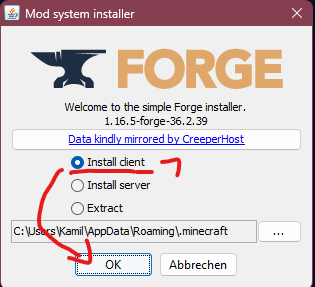 Mod system installer
FORGE
Welcome to the simple Forge installer.
1.16.5-forge-36.2.39
Data kindly mirrored by CreeperHost
Install client
Install server
Extract
C:\Users\Kamil\AppData\Roaming\.minecraft
...
OK
Abbrechen